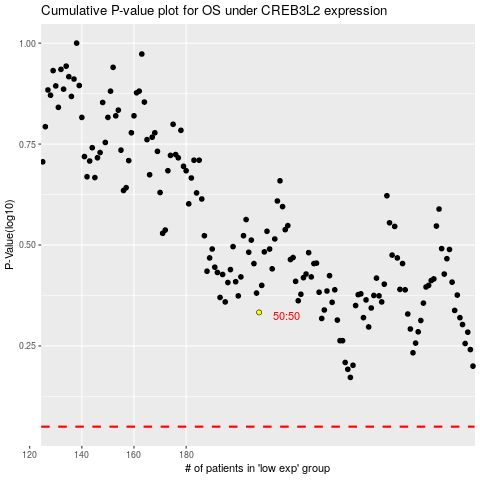 Cumulative P-value plot for OS under CREB3L2 expression
P-Value(log10)
1.00
0.75
0.50
0.25
50:50
120 140 160 180
# of patients in 'low exp' group